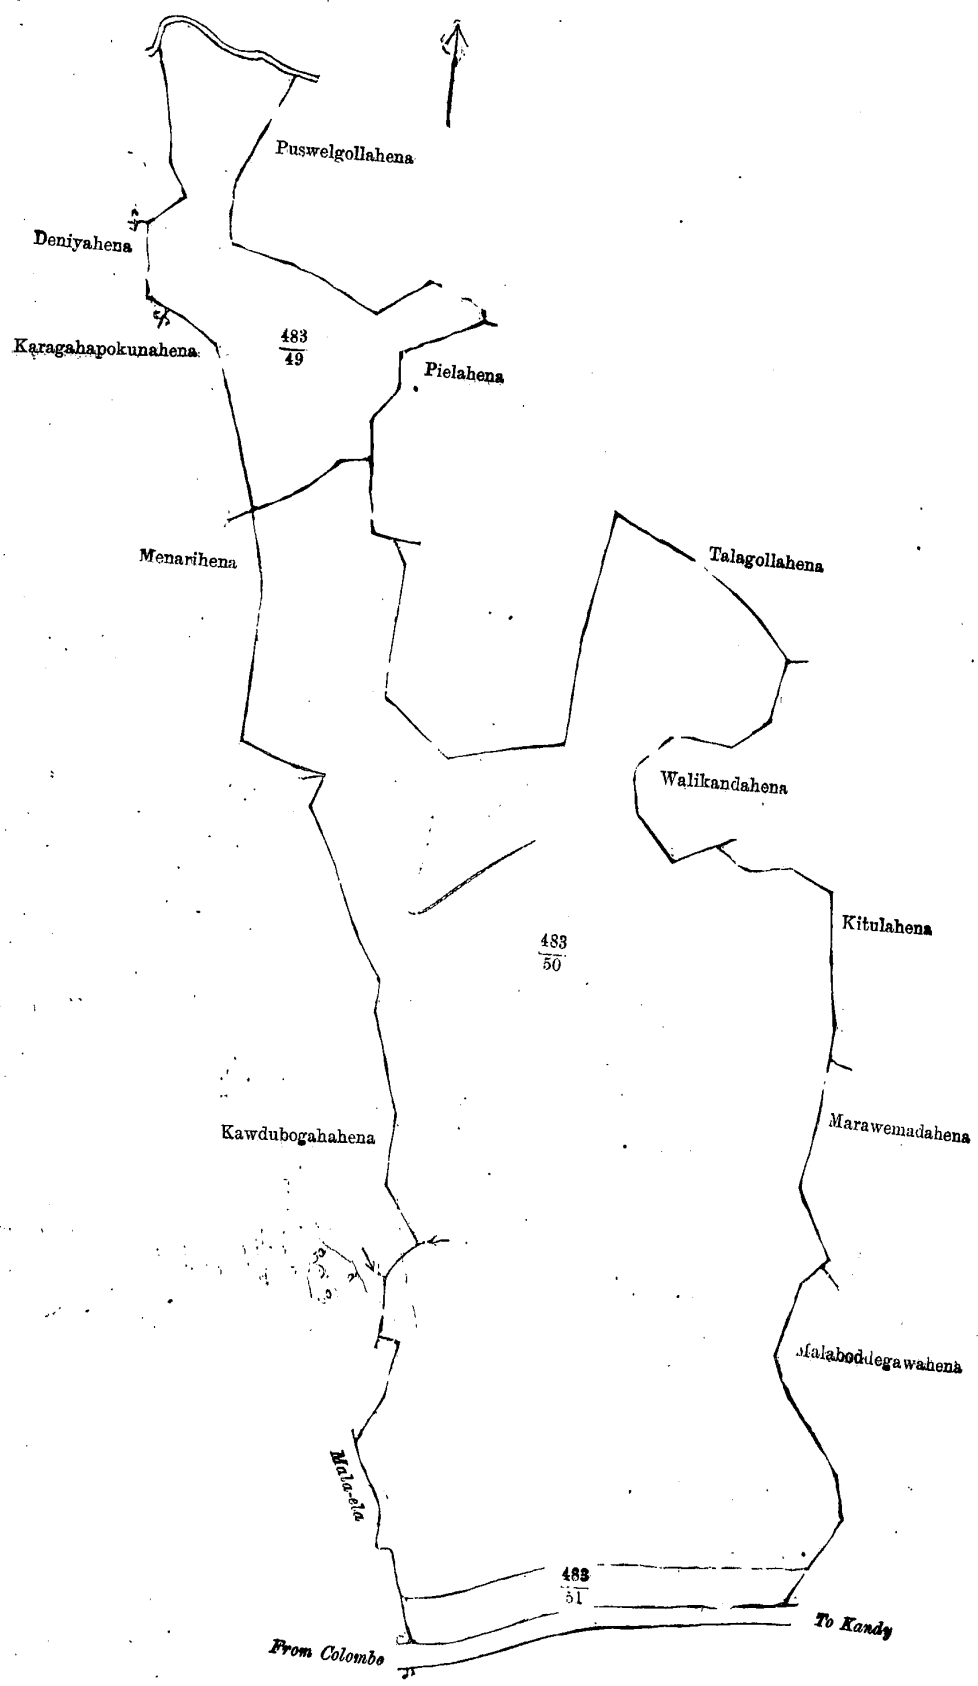 Puswelgollahena
Deniyahena
Karagahapokunahena
483
49
Pielahena
Menarihena
Talagollahena
Walikandahena
Kitulahena
483
50
Marawemadahena
Kawdubogahahena
Malaboddegawahena
Mala-ela
483
51
To Kandy
From Colombo